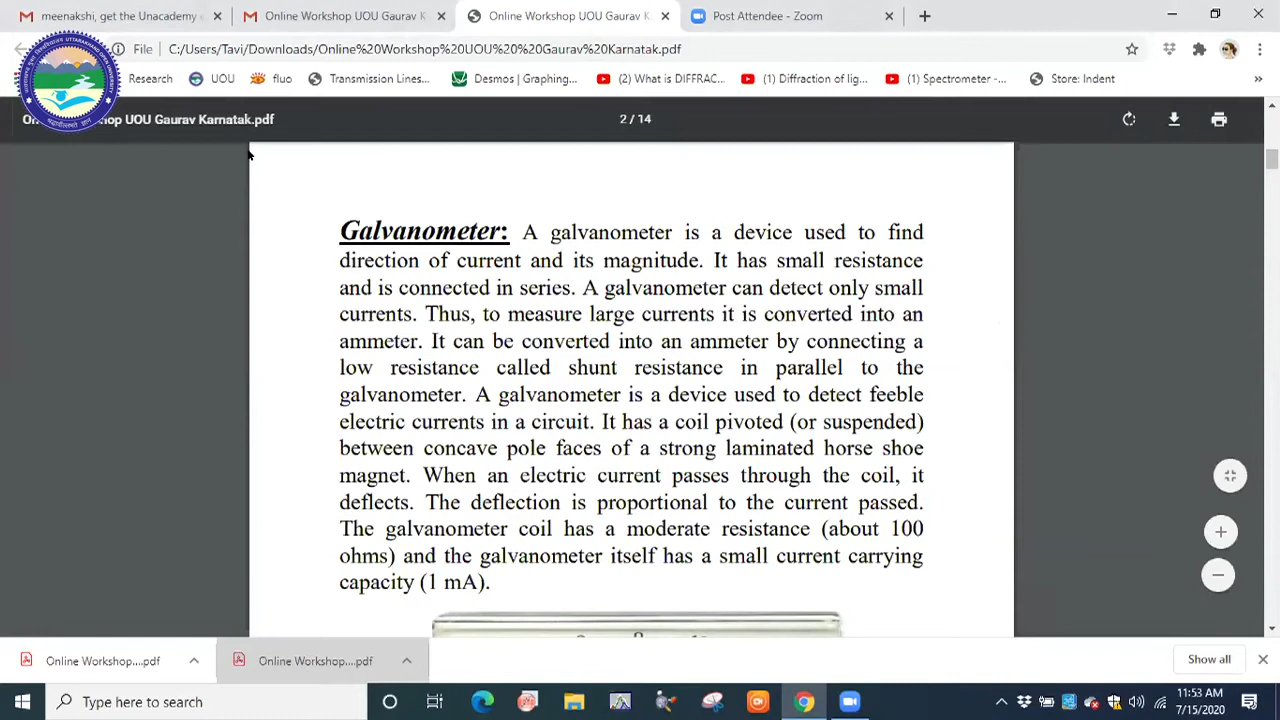 meenakshi, get the Unacademy e
Online Workshop UOU Gaurav K
Online Workshop UOU Gaurav K
Post Attendee - Zoom
File
C:/Users/Tavi/Downloads/Online%20Workshop%20UOU%20%20Gaurav%20Karnatak.pdf
Research
UOU
fluo
Transmission Lines...
Desmos | Graphing...
(2) What is DIFFRAC...
(1) Diffraction of lig...
(1) Spectrometer -...
Store: Indent
»
On
hop UOU Gaurav Karnatak.pdf
2 / 14
Galvanometer: A galvanometer is a device used to find
direction of current and its magnitude. It has small resistance
and is connected in series. A galvanometer can detect only small
currents. Thus, to measure large currents it is converted into an
ammeter. It can be converted into an ammeter by connecting a
low resistance called shunt resistance in parallel to the
galvanometer. A galvanometer is a device used to detect feeble
electric currents in a circuit. It has a coil pivoted (or suspended)
between concave pole faces of a strong laminated horse shoe
magnet. When an electric current passes through the coil, it
deflects. The deflection is proportional to the current passed.
The galvanometer coil has a moderate resistance (about 100
ohms) and the galvanometer itself has a small current carrying
capacity (1 mA).
Online Workshop....pdf
Online Workshop....pdf
Show all
Type here to search
11:53 AM
7/15/2020